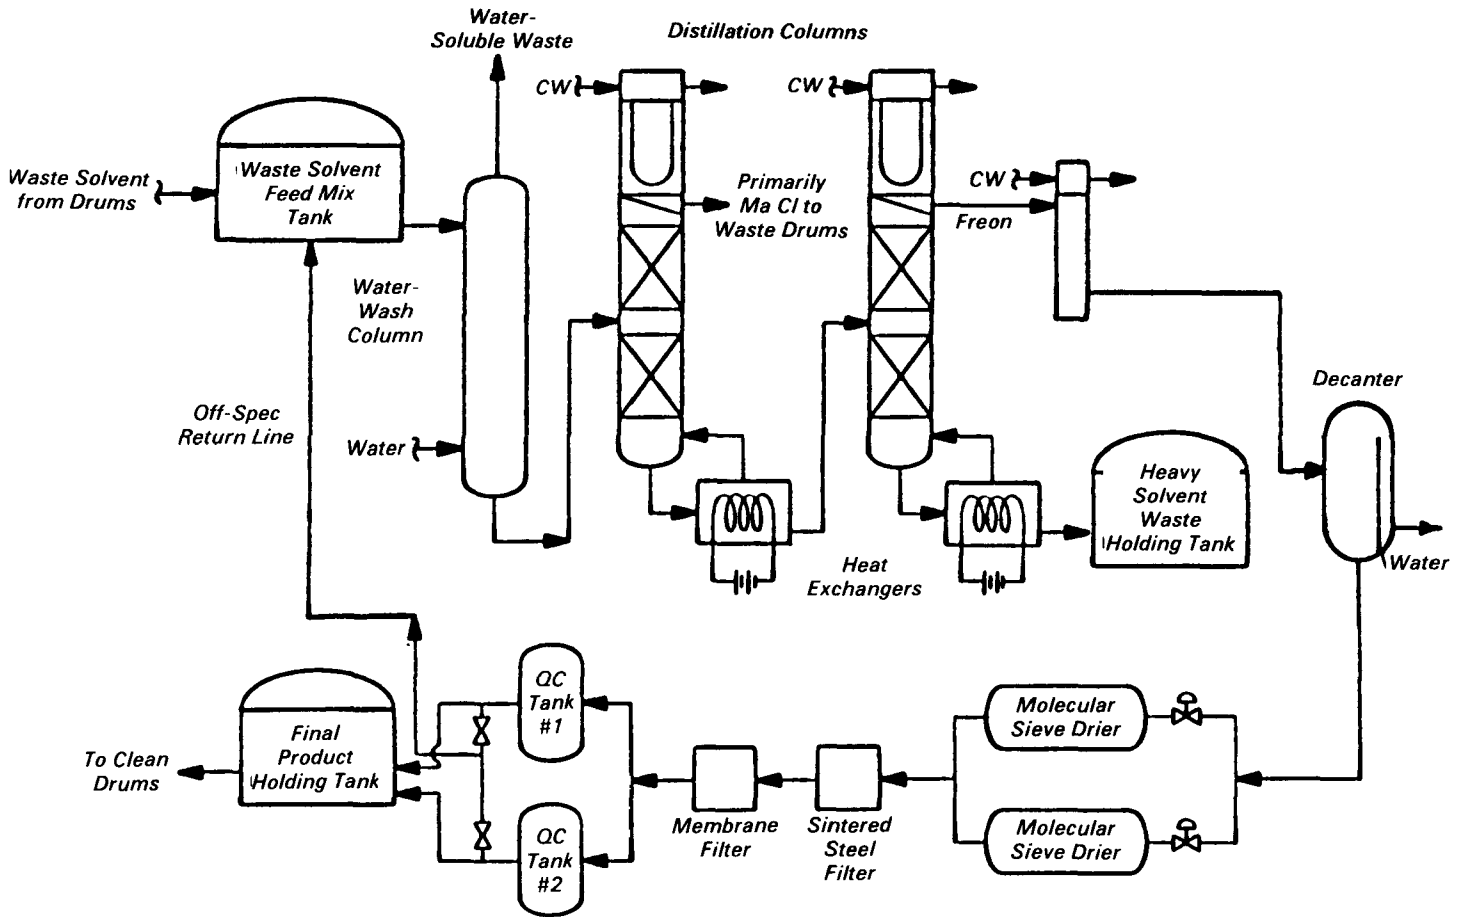 Water-
Soluble Waste
Distillation Columns
CW
CW
Waste Solvent
from Drums
Waste Solvent
Feed Mix
Tank
Primarily
Ma Cl to
Waste Drums
CW
Freon
Water-
Wash
Column
Decanter
Off-Spec
Return Line
Water
Heavy
Solvent
Waste
Holding Tank
Heat
Exchangers
Water
QC
Tank
#1
Molecular
Sieve Drier
Final
Product
Holding Tank
To Clean
Drums
Membrane
Filter
Sintered
Steel
Filter
Molecular
Sieve Drier
QC
Tank
#2